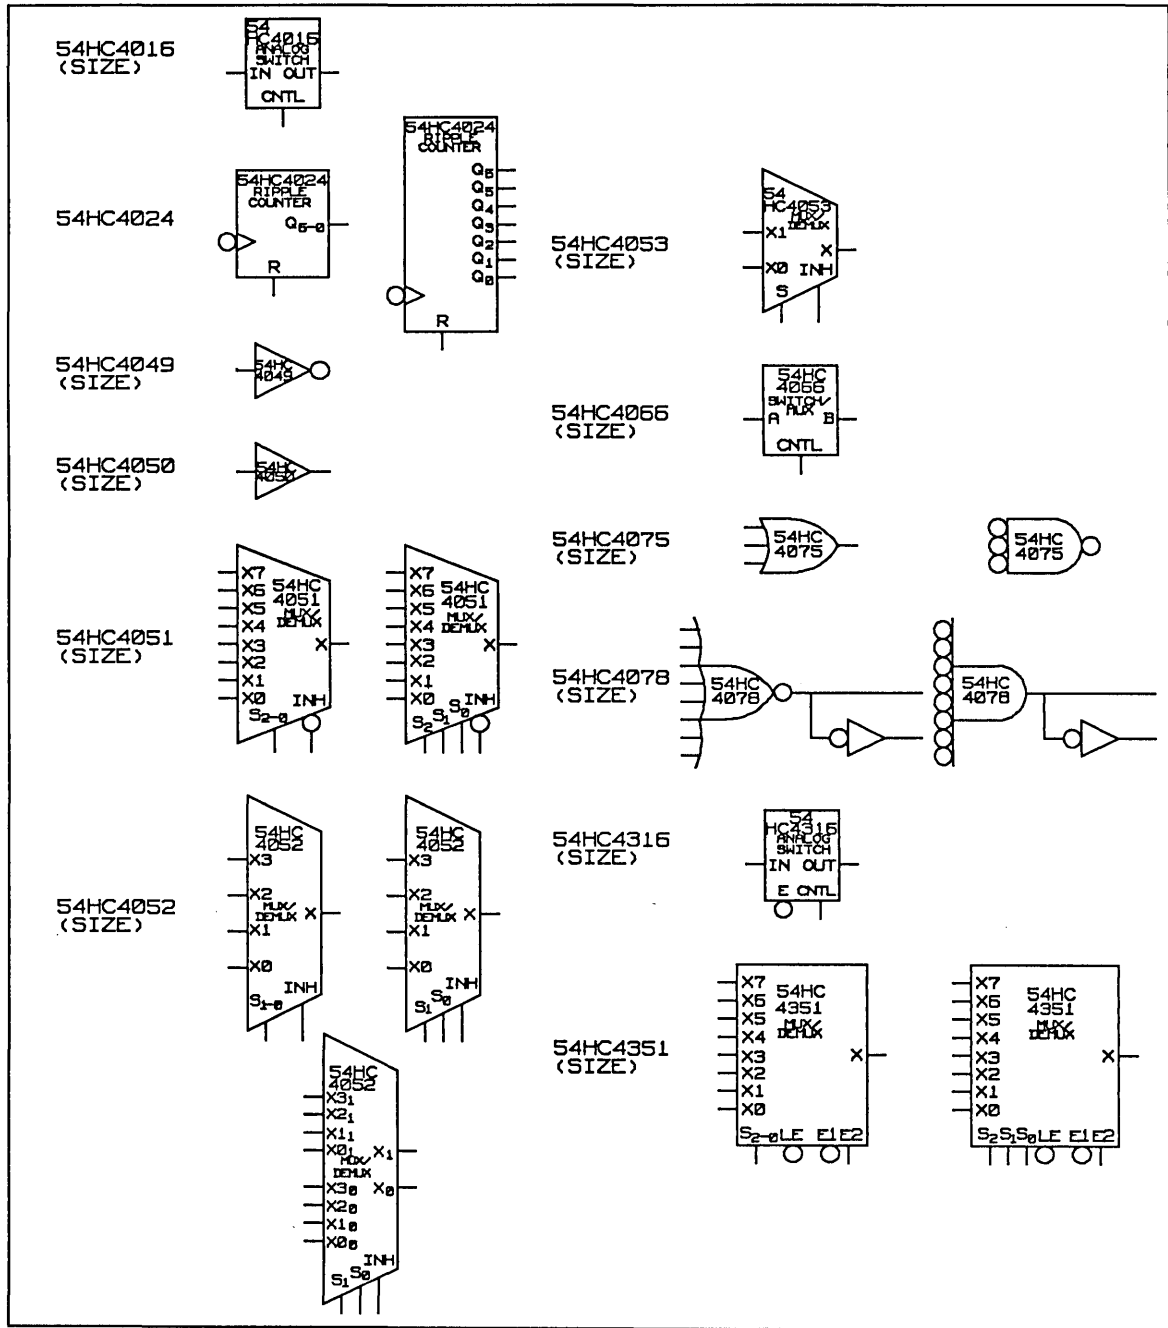 54HC4016
(SIZE)
54
HC4016
ANALOG
SWITCH
IN OUT
CNTL
54HC4024
54HC4024
RIPPLE
COUNTER
Q6-0
R
54HC4024
RIPPLE
COUNTER
Q6
Q5
Q4
Q3
Q2
Q1
Q0
R
54HC4049
(SIZE)
54HC
4049
54HC4050
(SIZE)
54HC
4050
54HC4051
(SIZE)
X7
X6
X5
X4
X3
X2
X1
X0
54HC
4051
MUX/
DEMUX
X
INH
S2-0
X7
X6
X5
X4
X3
X2
X1
X0
54HC
4051
MUX/
DEMUX
X
INH
S2 S1 S0
54HC4052
(SIZE)
54HC
4052
X3
X2
MUX/
DEMUX X
X1
X0
INH
S1-0
54HC
4052
X3
X2
MUX/
DEMUX X
X1
X0
INH
S1 S0
54HC
4052
X31
X21
X11
X01 X1
MUX/
DEMUX
X30 X0
X20
X10
X00
INH
S1 S0
54HC4053
(SIZE)
54
HC4053
MUX/
DEMUX
X1
X
X0 INH
S
54HC4066
(SIZE)
54HC
4066
SWITCH/
MUX
A B
CNTL
54HC4075
(SIZE)
54HC
4075
54HC
4075
54HC4078
(SIZE)
54HC
4078
54HC
4078
54HC4316
(SIZE)
54
HC4316
ANALOG
SWITCH
IN OUT
E CNTL
54HC4351
(SIZE)
X7
X6
X5
X4
X3
X2
X1
X0
54HC
4351
MUX/
DEMUX
X
S2-0 LE E1 E2
X7
X6
X5
X4
X3
X2
X1
X0
54HC
4351
MUX/
DEMUX
X
S2 S1 S0 LE E1 E2